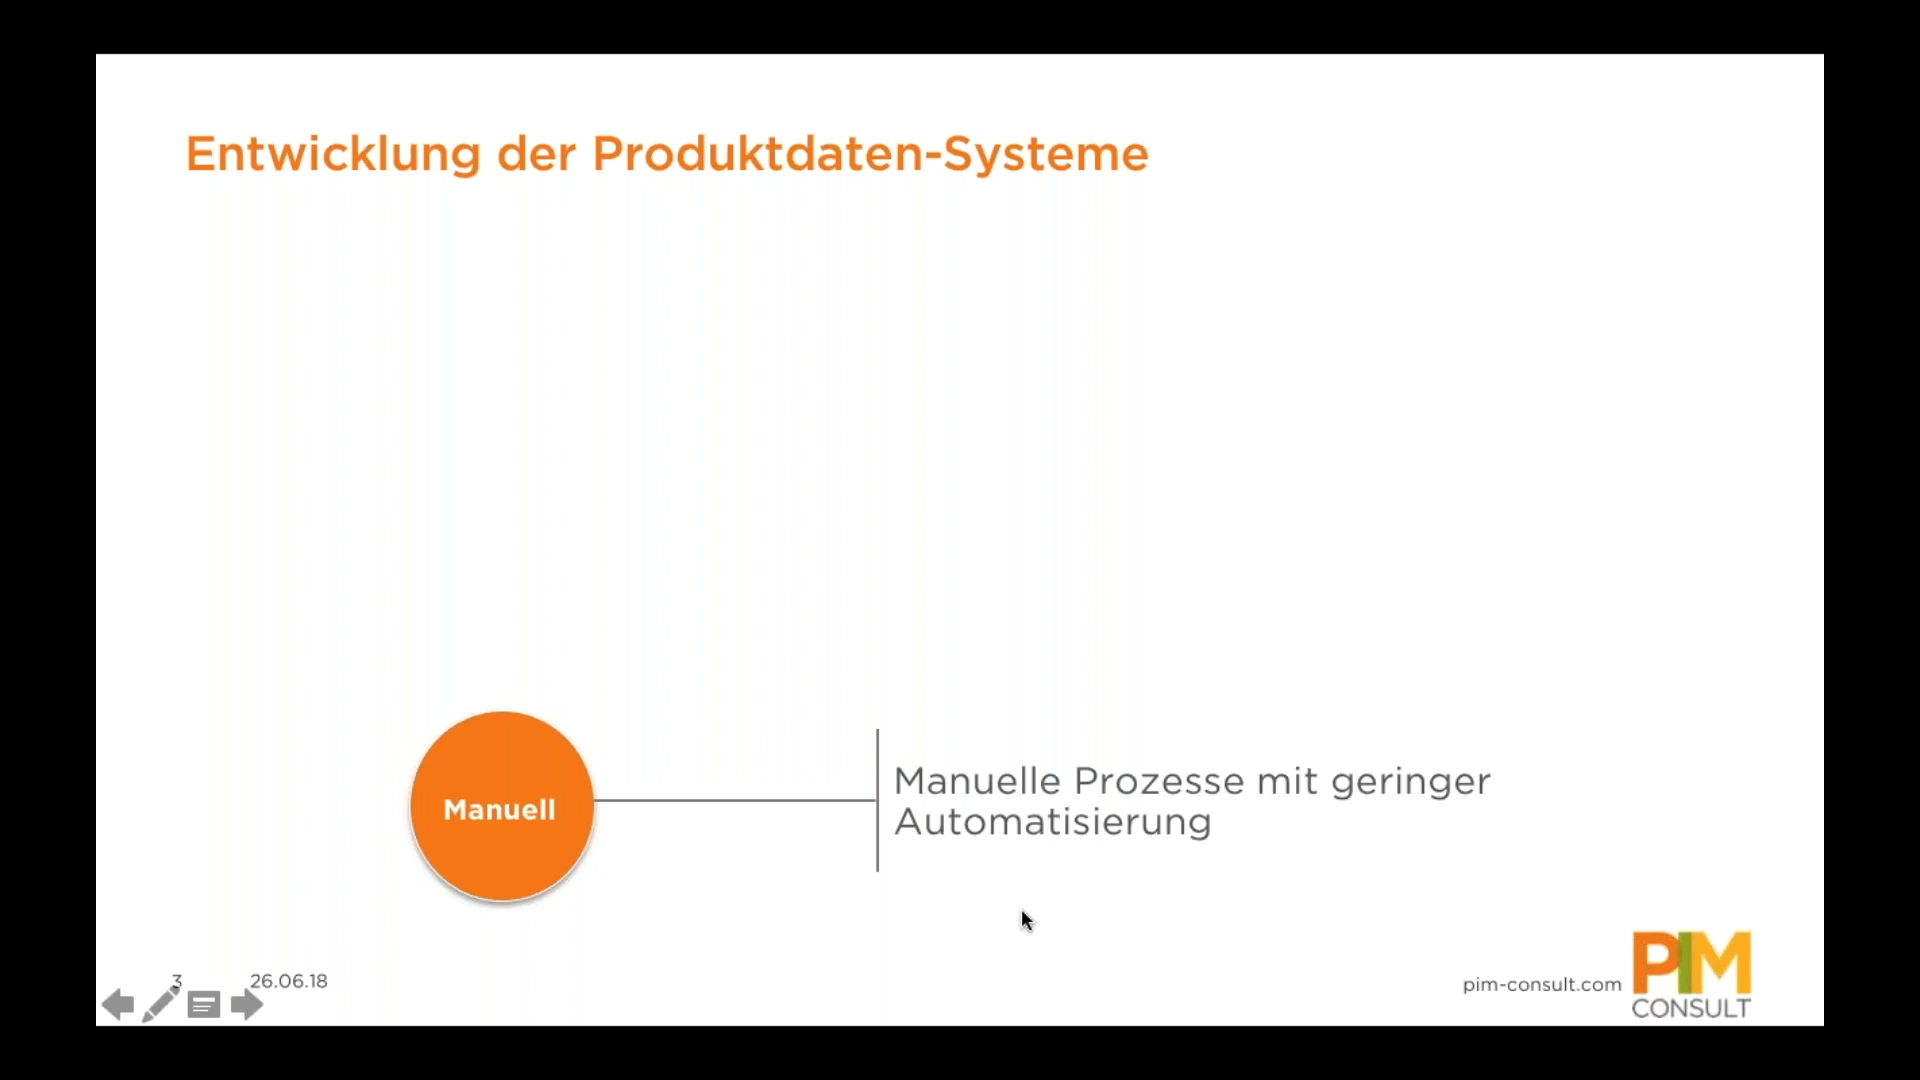 Entwicklung der Produktdaten-Systeme
Manuell
Manuelle Prozesse mit geringer
Automatisierung
3
26.06.18
pim-consult.com
PIM
CONSULT